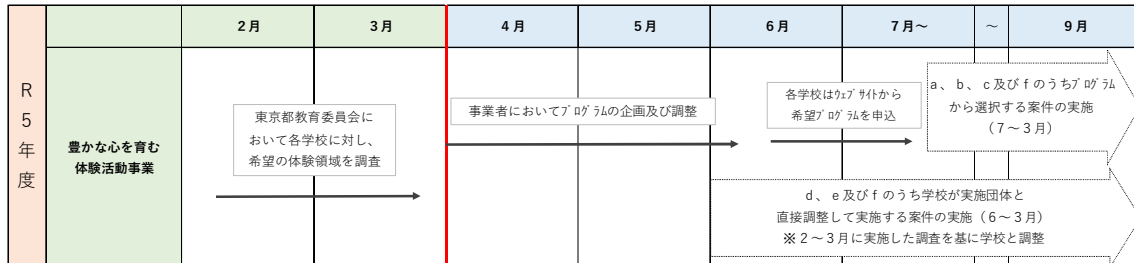 R5年度
2月 3月 4月 5月 6月 7月～ ～ 9月
豊かな心を育む
体験活動事業
東京都教育委員会に
おいて各学校に対し、
希望の体験領域を調査
事業者においてﾌﾟﾛｸﾞﾗﾑの企画及び調整
各学校はｳｪﾌﾞｻｲﾄから
希望プログラムを申込
a、b、c及びfのうちﾌﾟﾛｸﾞﾗﾑ
から選択する案件の実施
（7～3月）
d、e及びfのうち学校が実施団体と
直接調整して実施する案件の実施（6～3月）
※2～3月に実施した調査を基に学校と調整